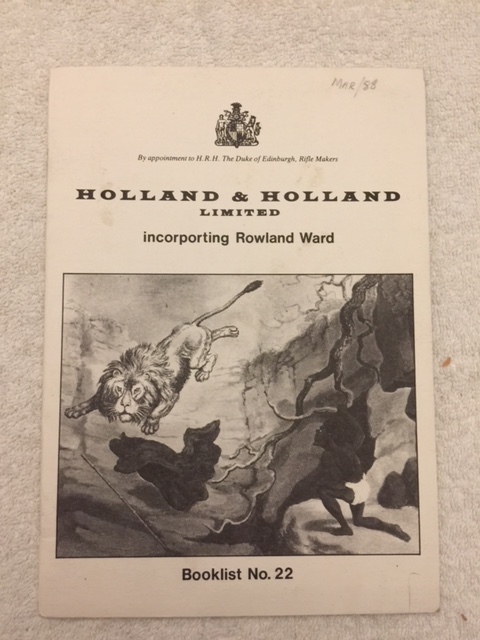 MAR/88
By appointment to H.R.H. The Duke of Edinburgh, Rifle Makers
HOLLAND & HOLLAND
LIMITED
incorporting Rowland Ward
Booklist No. 22